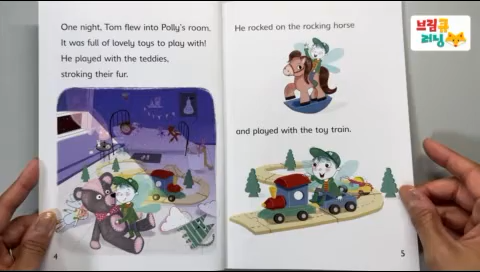 One night, Tom flew into Polly's room.
It was full of lovely toys to play with!
He played with the teddies,
stroking their fur.
4
He rocked on the rocking horse
and played with the toy train.
5
브림큐
러닝